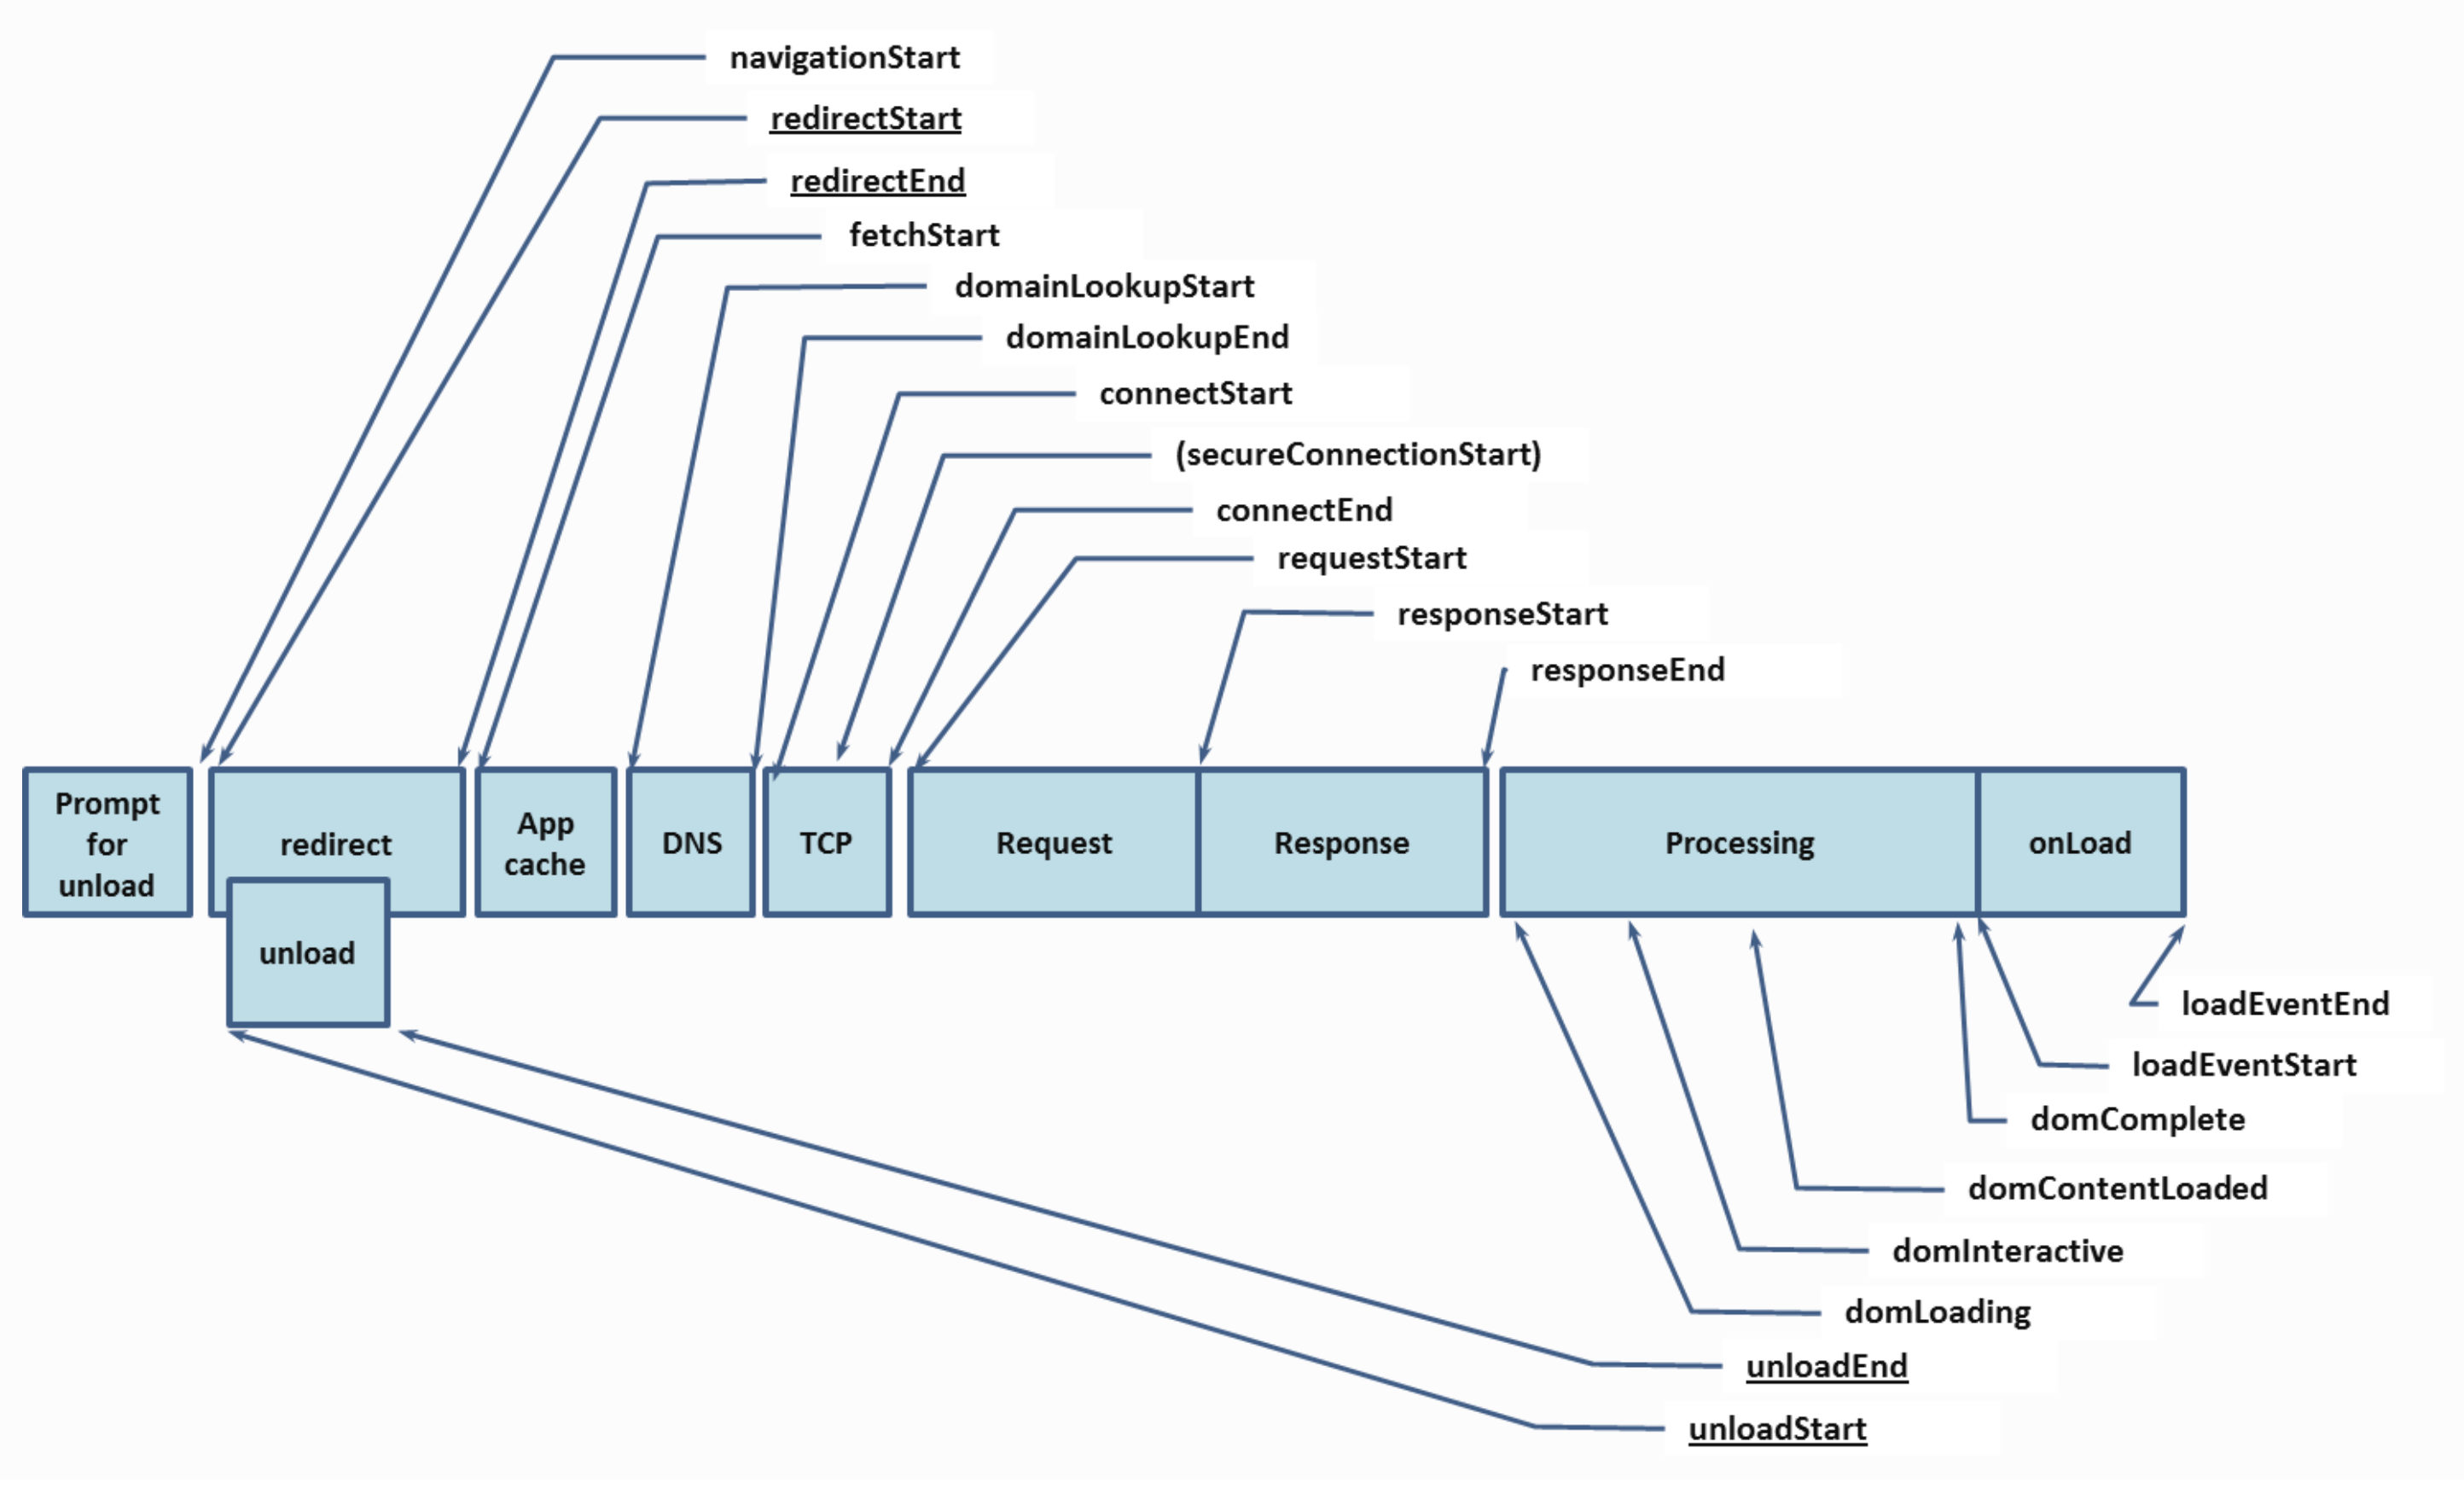 navigationStart
redirectStart
redirectEnd
fetchStart
domainLookupStart
domainLookupEnd
connectStart
(secureConnectionStart)
connectEnd
requestStart
responseStart
responseEnd
Prompt
for
unload
redirect
unload
App
cache
DNS
TCP
Request
Response
Processing
onLoad
loadEventEnd
loadEventStart
domComplete
domContentLoaded
domInteractive
domLoading
unloadEnd
unloadStart